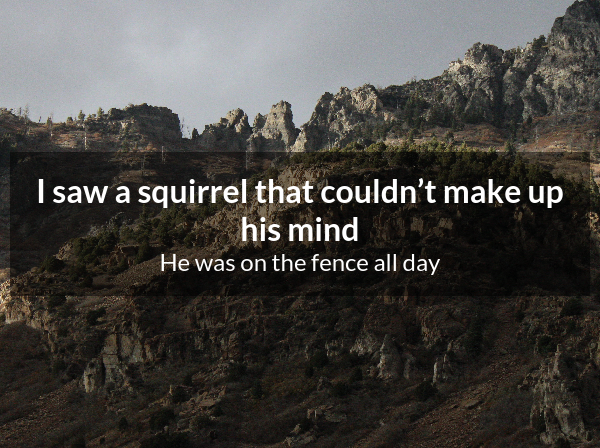 I saw a squirrel that couldn’t make up
his mind
He was on the fence all day